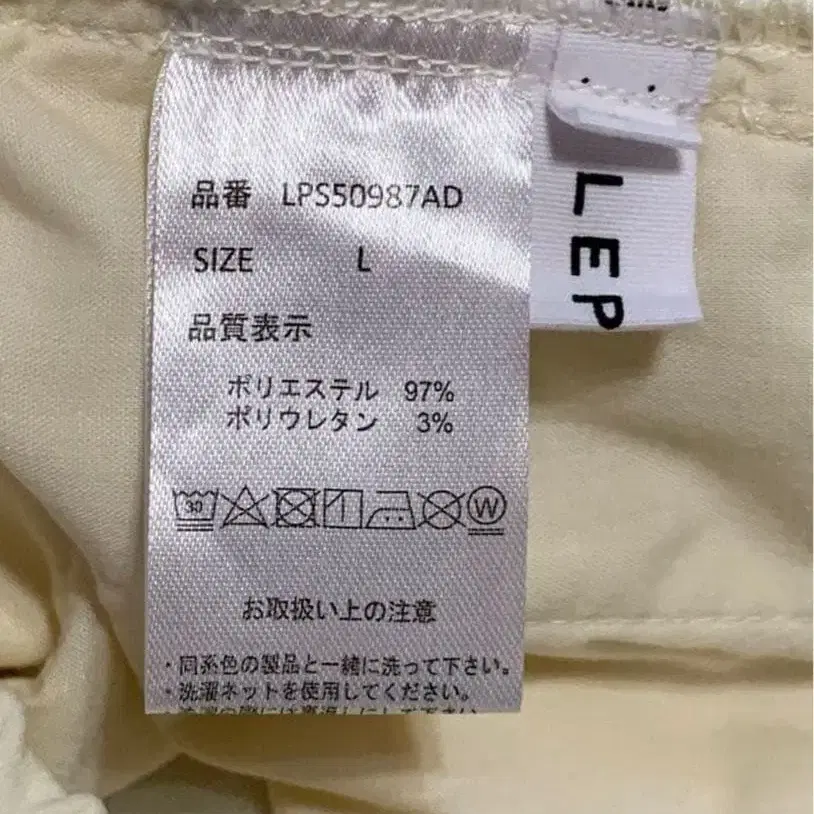 品番 LPS50987AD
SIZE L
品質表示
ポリエステル 97%
ポリウレタン 3%
30
W
お取扱い上の注意
・同系色の製品と一緒に洗って下さい。
・洗濯ネットを使用してください。
LEP